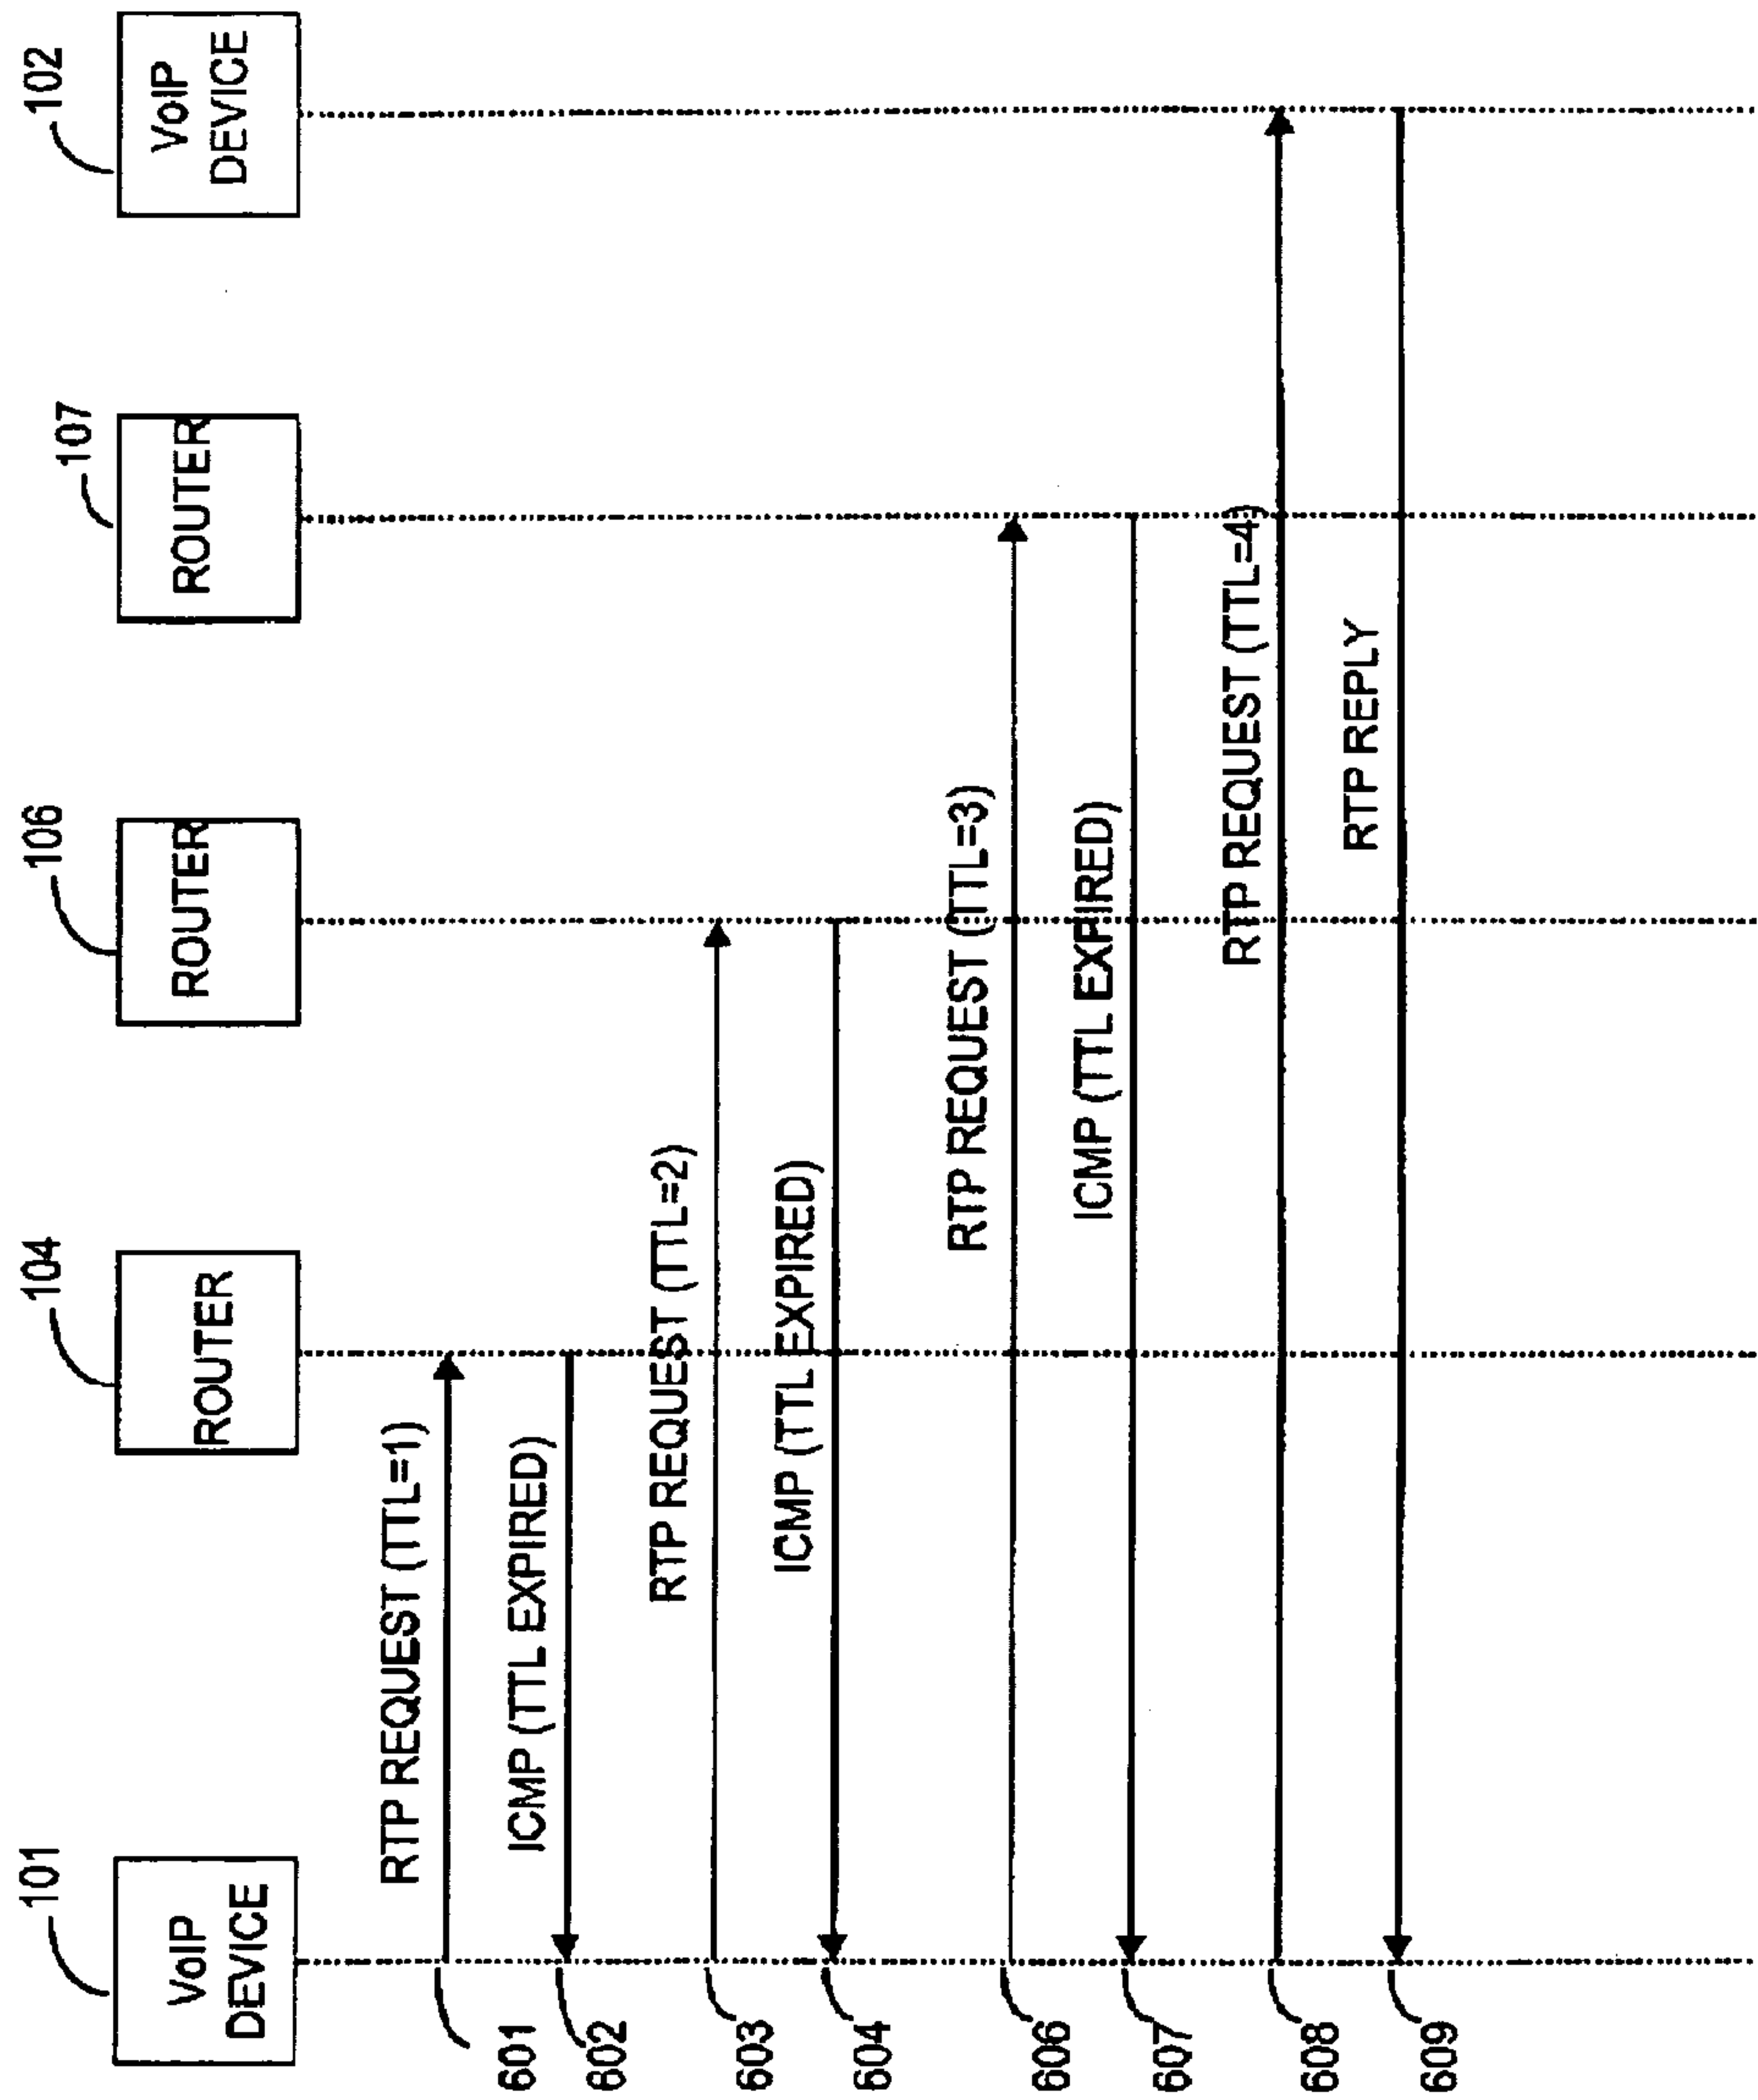 101
VoIP
DEVICE
104
ROUTER
106
ROUTER
107
ROUTER
102
VoIP
DEVICE
601
RTP REQUEST (TTL=1)
602
ICMP (TTL EXPIRED)
603
RTP REQUEST (TTL=2)
604
ICMP (TTL EXPIRED)
606
RTP REQUEST (TTL=3)
607
ICMP (TTL EXPIRED)
608
RTP REQUEST (TTL=4)
609
RTP REPLY